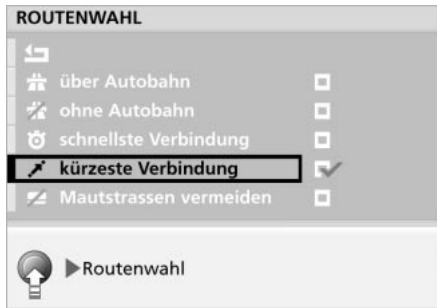 ROUTENWAHL
über Autobahn
ohne Autobahn
schnellste Verbindung
kürzeste Verbindung
Mautstrassen vermeiden
Routenwahl